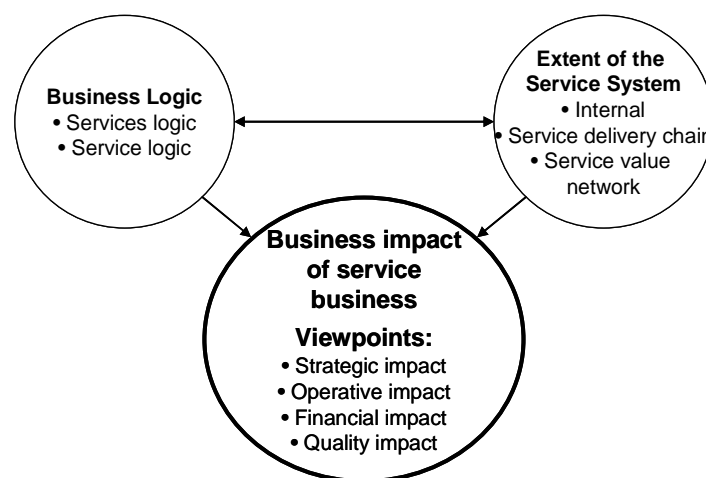 Business Logic
• Services logic
• Service logic
Extent of the
Service System
• Internal
• Service delivery chain
• Service value
network
Business impact
of service
business
Viewpoints:
• Strategic impact
• Operative impact
• Financial impact
• Quality impact